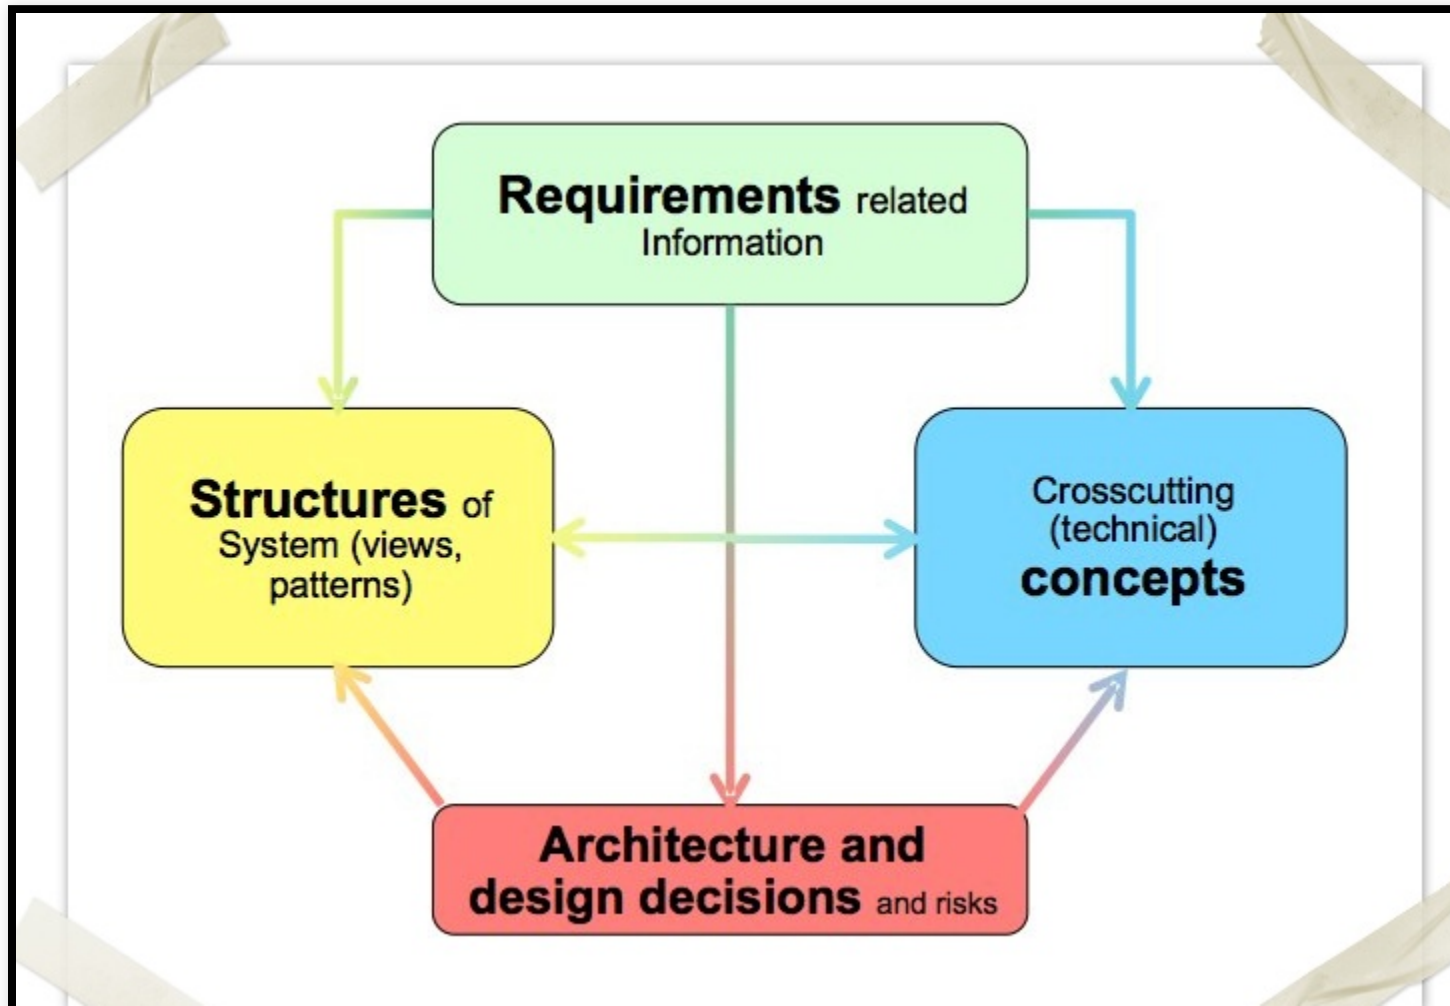 Requirements related
Information
Structures of
System (views,
patterns)
Crosscutting
(technical)
concepts
Architecture and
design decisions and risks